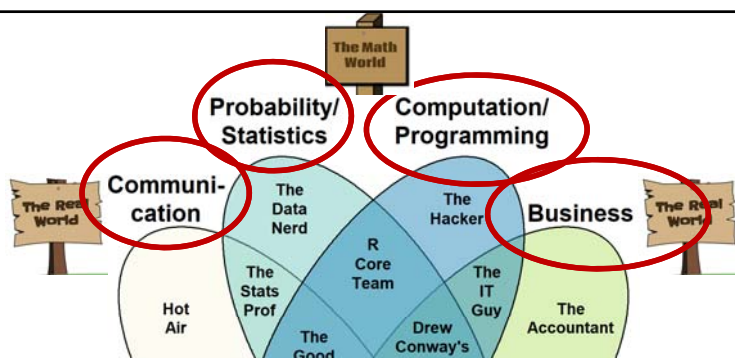 The Math
World
Probability/
Statistics
Computation/
Programming
Communi-
cation
Business
The Real
World
The Real
World
The
Data
Nerd
The
Hacker
R
Core
Team
The
Stats
Prof
The
IT
Guy
Hot
Air
The
Accountant
The
Good
Drew
Conway's